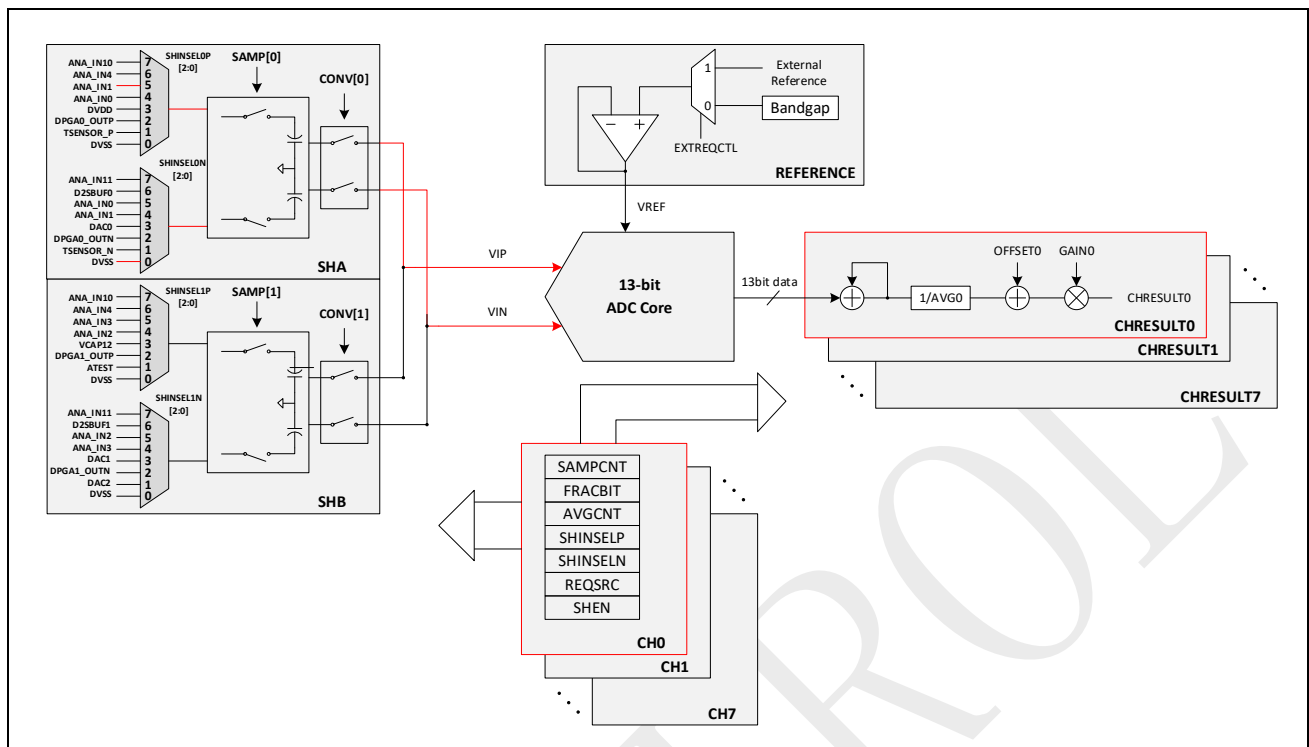 SHINSEL0P
[2:0]
ANA_IN10 7
ANA_IN4 6
ANA_IN1 5
ANA_IN0 4
DVDD 3
DPGA0_OUTP 2
TSENSOR_P 1
DVSS 0
SAMP[0]
CONV[0]
SHINSEL0N
[2:0]
ANA_IN11 7
D2SBUF0 6
ANA_IN0 5
ANA_IN1 4
DAC0 3
DPGA0_OUTN 2
TSENSOR_N 1
DVSS 0
SHA
SHINSEL1P
[2:0]
ANA_IN10 7
ANA_IN4 6
ANA_IN3 5
ANA_IN2 4
VCAP12 3
DPGA1_OUTP 2
ATEST 1
DVSS 0
SAMP[1]
CONV[1]
SHINSEL1N
[2:0]
ANA_IN11 7
D2SBUF1 6
ANA_IN2 5
ANA_IN3 4
DAC1 3
DPGA1_OUTN 2
DAC2 1
DVSS 0
SHB
1
External
Reference
0
Bandgap
− +
EXTREQCTL
REFERENCE
VREF
VIP
VIN
13-bit
ADC Core
13bit data
OFFSET0
GAIN0
1/AVG0
CHRESULT0
CHRESULT0
CHRESULT1
CHRESULT7
SAMPCNT
FRACBIT
AVGCNT
SHINSELP
SHINSELN
REQSRC
SHEN
CH0
CH1
CH7